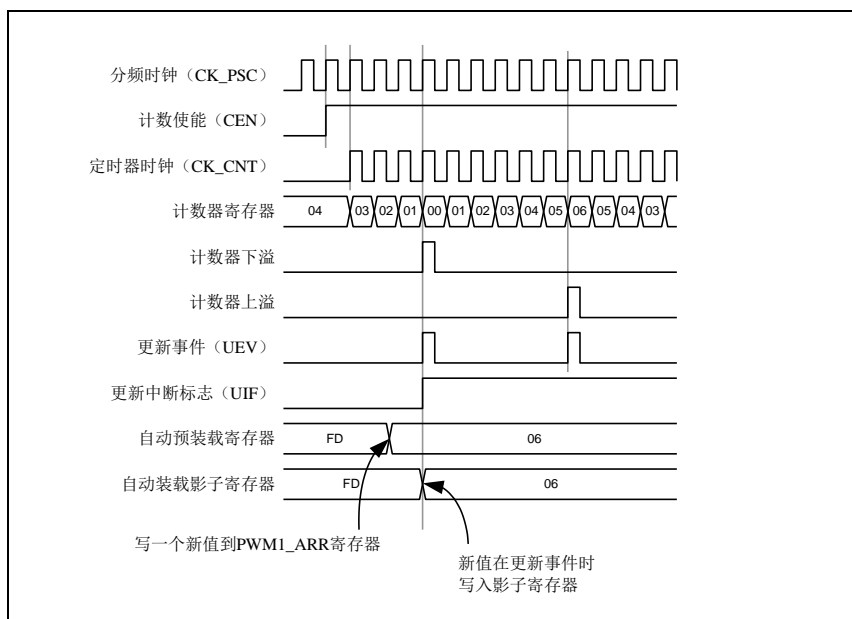 分频时钟（CK_PSC）
计数使能（CEN）
定时器时钟（CK_CNT）
计数器寄存器 04 03 02 01 00 01 02 03 04 05 06 05 04 03
计数器下溢
计数器上溢
更新事件（UEV）
更新中断标志（UIF）
自动预装载寄存器 FD 06
自动装载影子寄存器 FD 06
写一个新值到PWM1_ARR寄存器
新值在更新事件时
写入影子寄存器